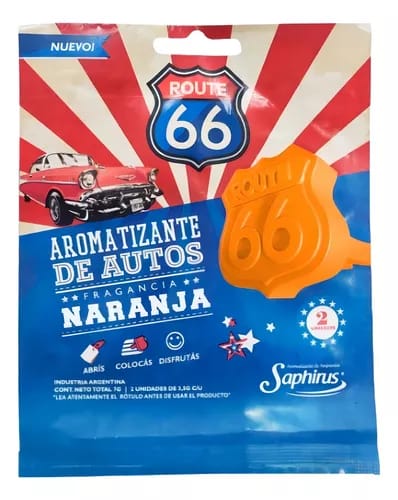 NUEVO!
ROUTE
66
ROUTE
66
AROMATIZANTE
DE AUTOS
FRAGANCIA
NARANJA
2
UNIDADES
ABRÍS
COLOCÁS
DISFRUTÁS
INDUSTRIA ARGENTINA
CONT. NETO TOTAL 7G | 2 UNIDADES DE 3,5G C/U
"LEA ATENTAMENTE EL RÓTULO ANTES DE USAR EL PRODUCTO"
Saphirus